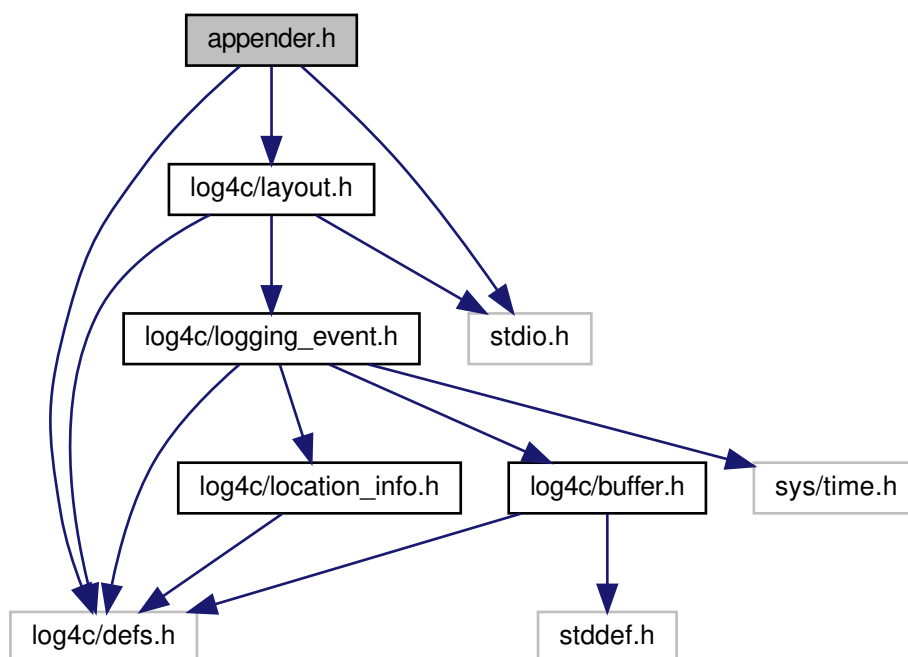 appender.h
log4c/layout.h
log4c/logging_event.h
stdio.h
log4c/location_info.h
log4c/buffer.h
sys/time.h
log4c/defs.h
stddef.h